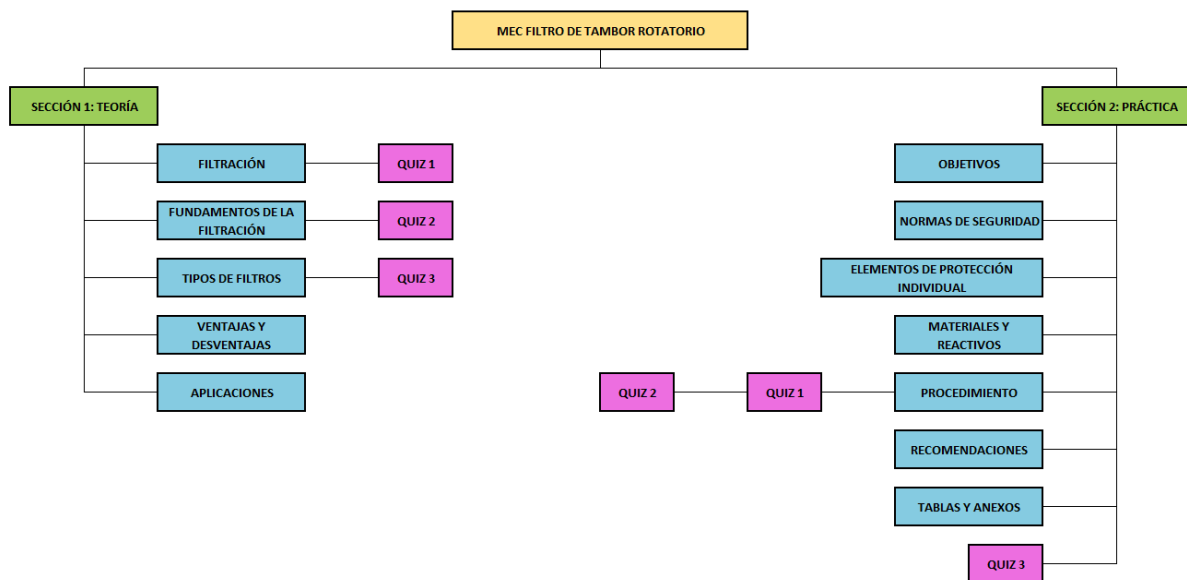 MEC FILTRO DE TAMBOR ROTATORIO
SECCIÓN 1: TEORÍA
FILTRACIÓN
QUIZ 1
FUNDAMENTOS DE LA
FILTRACIÓN
QUIZ 2
TIPOS DE FILTROS
QUIZ 3
VENTAJAS Y
DESVENTAJAS
APLICACIONES
SECCIÓN 2: PRÁCTICA
OBJETIVOS
NORMAS DE SEGURIDAD
ELEMENTOS DE PROTECCIÓN
INDIVIDUAL
MATERIALES Y
REACTIVOS
QUIZ 2
QUIZ 1
PROCEDIMIENTO
RECOMENDACIONES
TABLAS Y ANEXOS
QUIZ 3